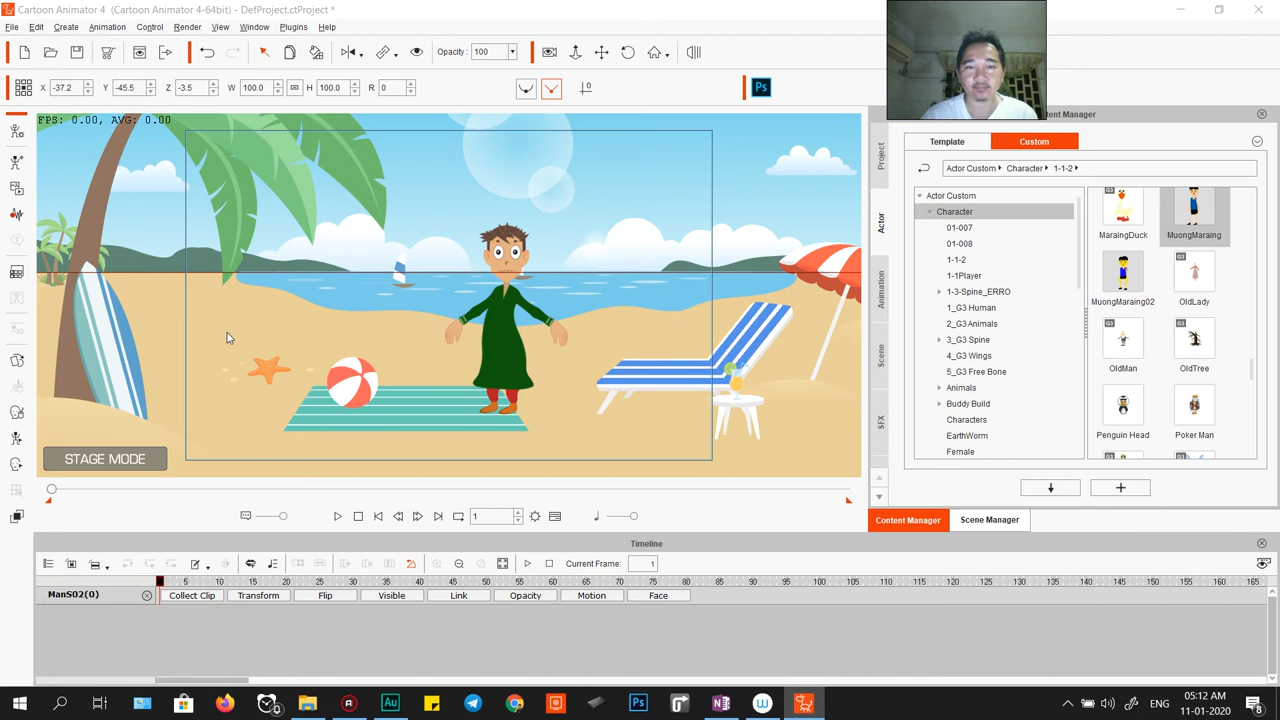 Cartoon Animator 4 (Cartoon Animator 4-64bit) - DefProject.ctProject *
File Edit Create Animation Control Render View Window Plugins Help
Opacity : 100
X -37.2 Y -45.5 Z -3.5 W 100.0 H 100.0 R 0
Ps
FPS: 0.00, AVG: 0.00
STAGE MODE
1
Project
Actor
Animation
Scene
SFX
Template Custom
Actor Custom Character 1-1-2
Actor Custom
Character
01-007
01-008
1-1-2
1-1Player
1-3-Spine_ERRO
1_G3 Human
2_G3 Animals
3_G3 Spine
4_G3 Wings
5_G3 Free Bone
Animals
Buddy Build
Characters
EarthWorm
Female
MaraingDuck MuongMaraing
MuongMaraing02 OldLady
OldMan OldTree
Penguin Head Poker Man
Content Manager Scene Manager
Timeline
Current Frame: 1
5 10 15 20 25 30 35 40 45 50 55 60 65 70 75 80 85 90 95 100 105 110 115 120 125 130 135 140 145 150 155 160 165
ManS02(0) Collect Clip Transform Flip Visible Link Opacity Motion Face
ENG
05:12 AM
11-01-2020